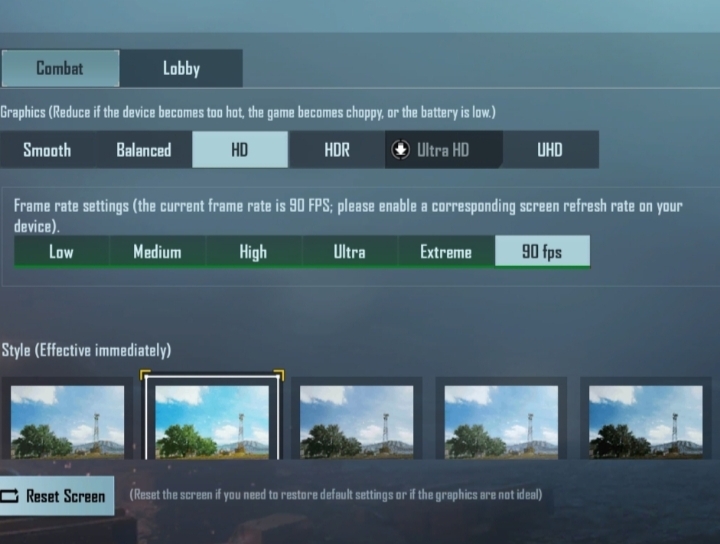 Combat Lobby
Graphics (Reduce if the device becomes too hot, the game becomes choppy, or the battery is low.)
Smooth Balanced HD HDR Ultra HD UHD
Frame rate settings (the current frame rate is 90 FPS; please enable a corresponding screen refresh rate on your
device).
Low Medium High Ultra Extreme 90 fps
Style (Effective immediately)
Reset Screen (Reset the screen if you need to restore default settings or if the graphics are not ideal)